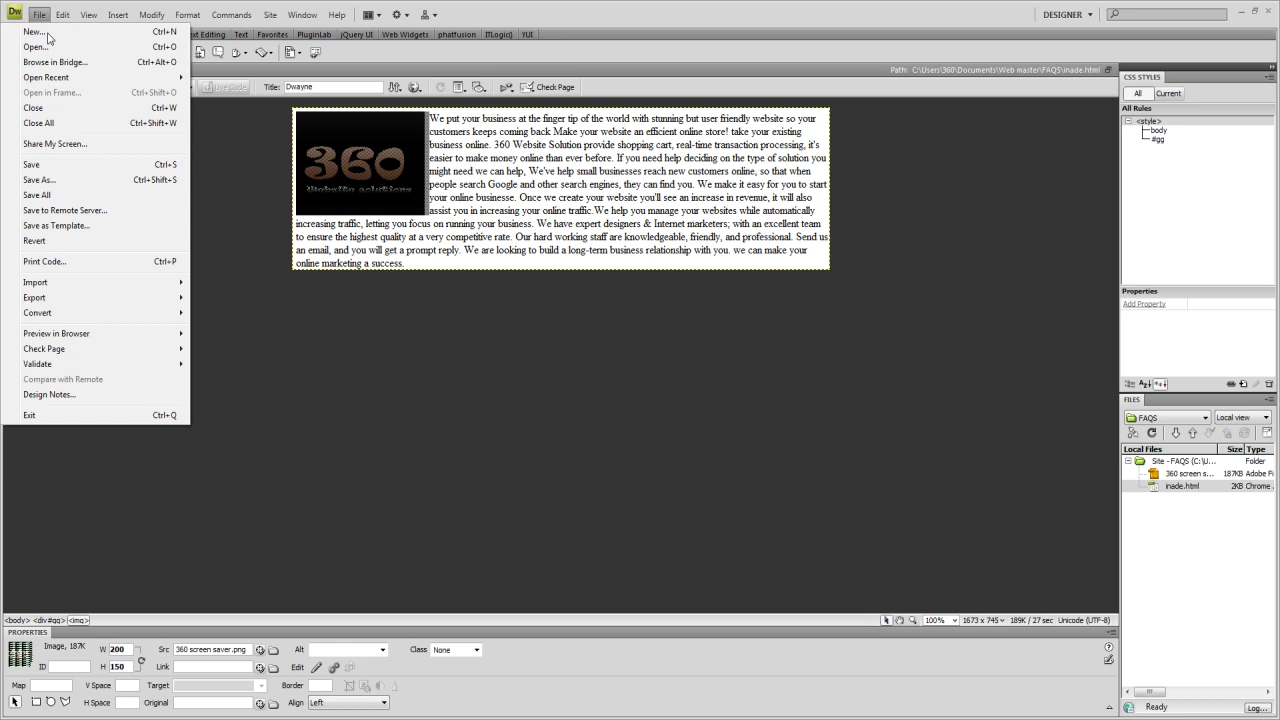 Dw File Edit View Insert Modify Format Commands Site Window Help DESIGNER
Text Editing Text Favorites jQuery UI Web Widgets phatfusion ITLogic() YUI
Path: C:\Users\360\Documents\Web master\FAQS\inade.html
Live Code Title: Dwayne Check Page
New... Ctrl+N
Open... Ctrl+O
Browse in Bridge... Ctrl+Alt+O
Open Recent
Open in Frame... Ctrl+Shift+O
Close Ctrl+W
Close All Ctrl+Shift+W
Share My Screen...
Save Ctrl+S
Save As... Ctrl+Shift+S
Save All
Save to Remote Server...
Save as Template...
Revert
Print Code... Ctrl+P
Import
Export
Convert
Preview in Browser
Check Page
Validate
Compare with Remote
Design Notes...
Exit Ctrl+Q
360
Website solutions
We put your business at the finger tip of the world with stunning but user friendly website so your
customers keeps coming back Make your website an efficient online store! take your existing
business online. 360 Website Solution provide shopping cart, real-time transaction processing, it's
easier to make money online than ever before. If you need help deciding on the type of solution you
might need we can help, We've help small businesses reach new customers online, so that when
people search Google and other search engines, they can find you. We make it easy for you to start
your online businesse. Once we create your website you'll see an increase in revenue, it will also
assist you in increasing your online traffic.We help you manage your websites while automatically
increasing traffic, letting you focus on running your business. We have expert designers & Internet marketers; with an excellent team
to ensure the highest quality at a very competitive rate. Our hard working staff are knowledgeable, friendly, and professional. Send us
an email, and you will get a prompt reply. We are looking to build a long-term business relationship with you. we can make your
online marketing a success.
CSS STYLES
All Current
All Rules
<style>
body
#gg
Properties
Add Property
FILES
FAQS Local view
Local Files Size Type
Site - FAQS (C:\U... Folder
360 screen s... 187KB Adobe Fi
inade.html 2KB Chrome
Ready Log...
<body> <div#gg> <img> 100% 1673 x 745 189K / 27 sec Unicode (UTF-8)
PROPERTIES
Image, 187K W 200 Src 360 screen saver.png Alt Class None
ID H 150 Link Edit
Map V Space Target Border
H Space Original Align Left